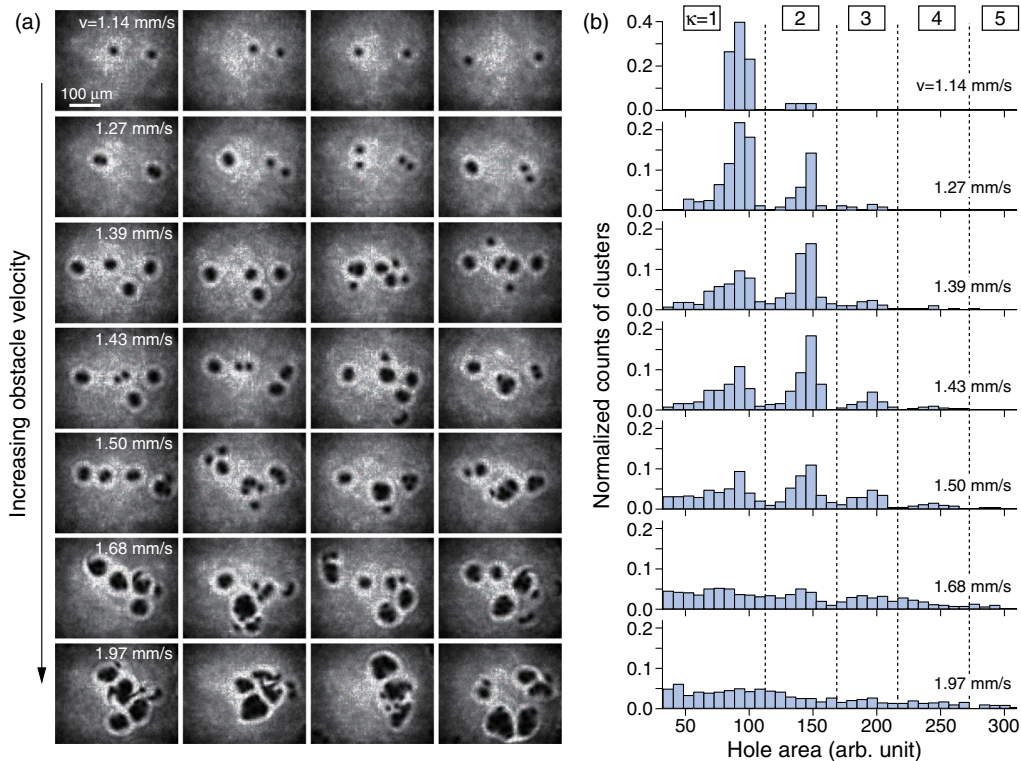 (a)
v=1.14 mm/s
100 μm
1.27 mm/s
1.39 mm/s
1.43 mm/s
1.50 mm/s
1.68 mm/s
1.97 mm/s
Increasing obstacle velocity
(b)
κ=1 2 3 4 5
0.4
0.2
0.0
v=1.14 mm/s
0.2
0.1
0.0
1.27 mm/s
0.2
0.1
0.0
1.39 mm/s
0.2
0.1
0.0
1.43 mm/s
0.2
0.1
0.0
1.50 mm/s
0.2
0.1
0.0
1.68 mm/s
0.2
0.1
0.0
1.97 mm/s
Normalized counts of clusters
50 100 150 200 250 300
Hole area (arb. unit)